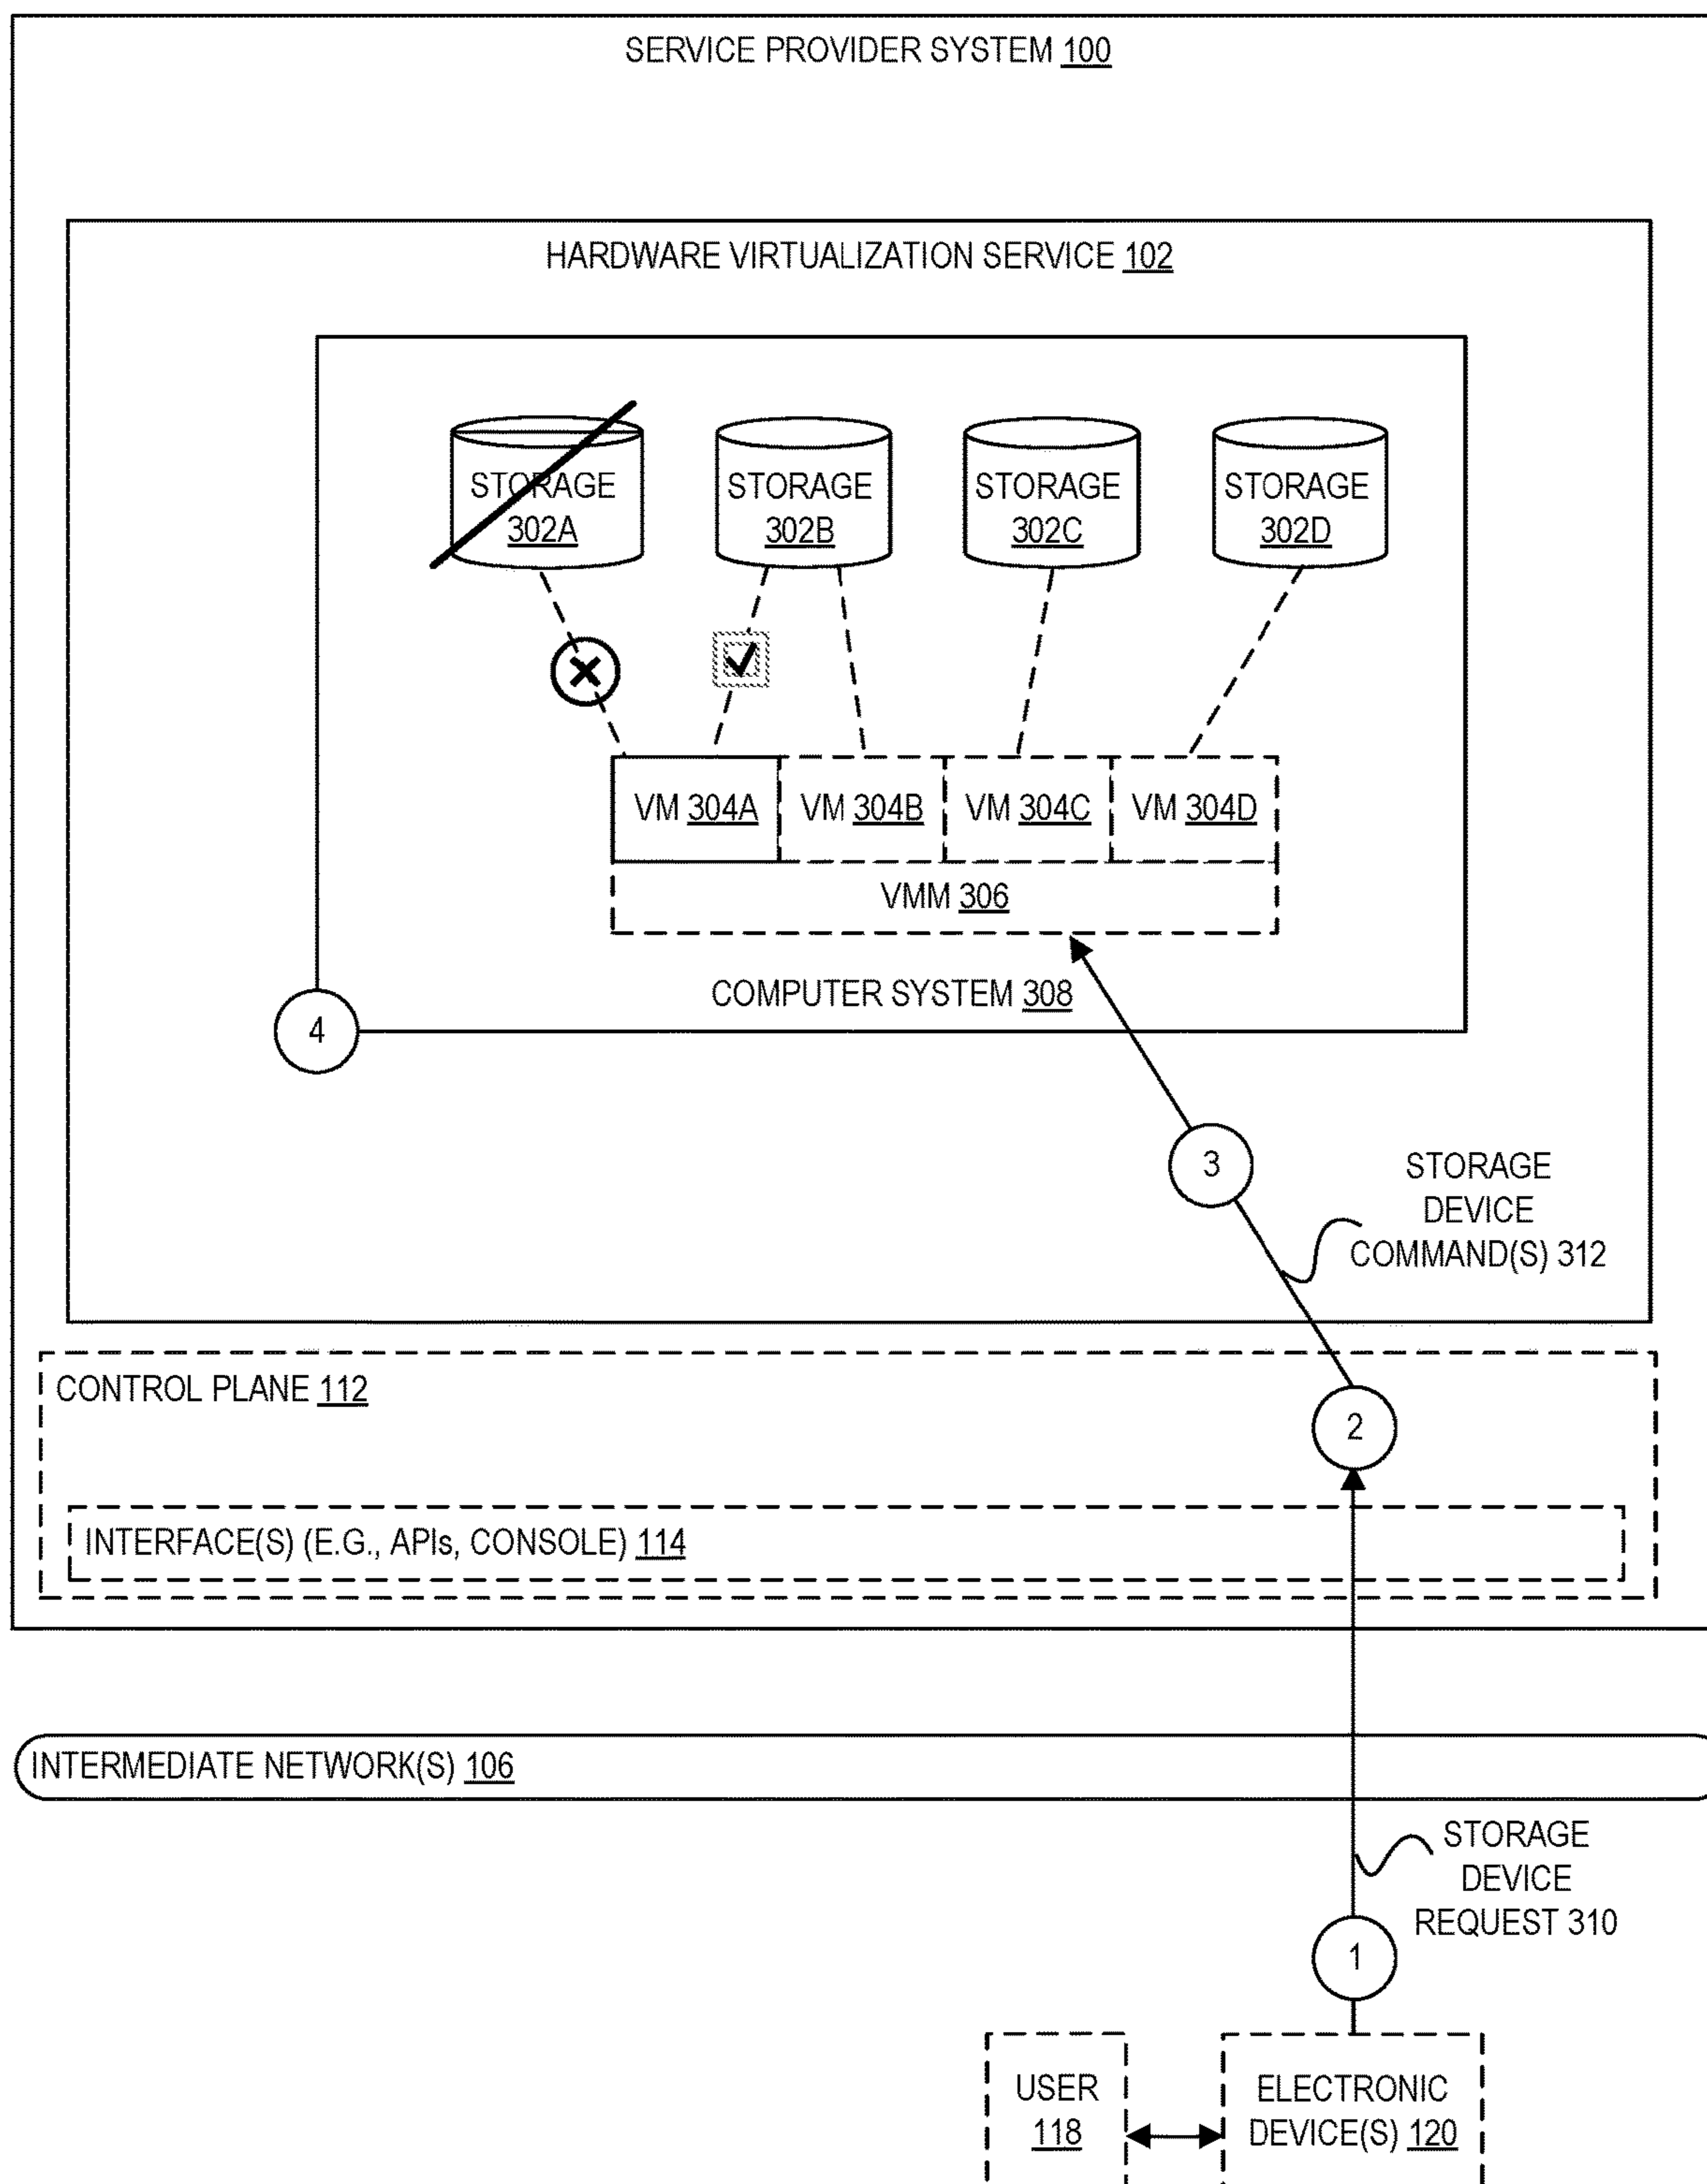 SERVICE PROVIDER SYSTEM 100
HARDWARE VIRTUALIZATION SERVICE 102
STORAGE
302A
STORAGE
302B
STORAGE
302C
STORAGE
302D
VM 304A
VM 304B
VM 304C
VM 304D
VMM 306
COMPUTER SYSTEM 308
4
3
STORAGE
DEVICE
COMMAND(S) 312
CONTROL PLANE 112
2
INTERFACE(S) (E.G., APIs, CONSOLE) 114
INTERMEDIATE NETWORK(S) 106
STORAGE
DEVICE
REQUEST 310
1
USER
118
ELECTRONIC
DEVICE(S) 120